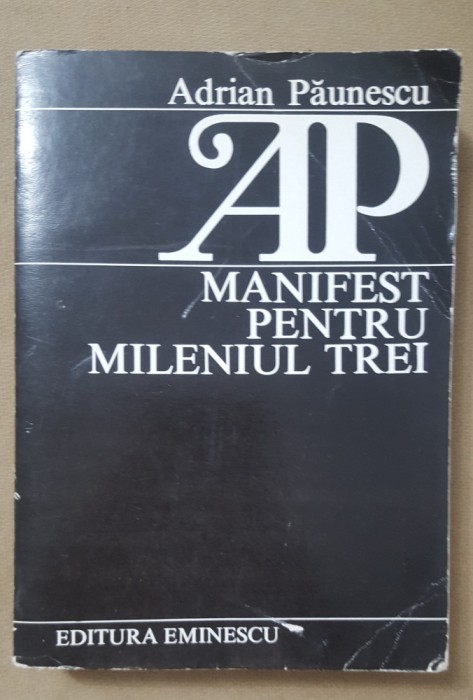 Adrian Păunescu
AP
MANIFEST
PENTRU
MILENIUL TREI
EDITURA EMINESCU